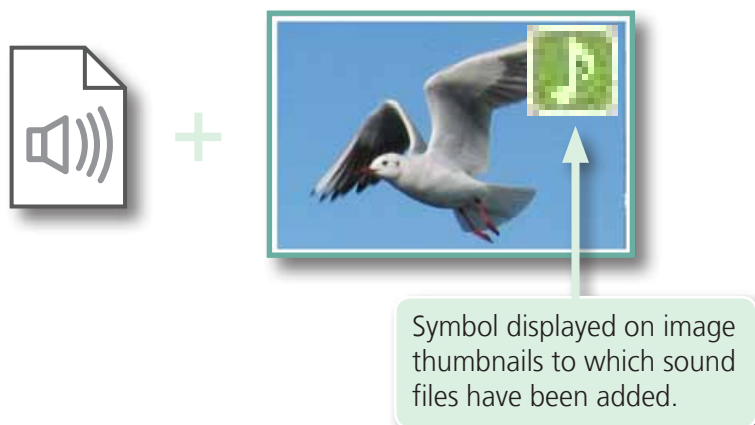 Symbol displayed on image
thumbnails to which sound
files have been added.